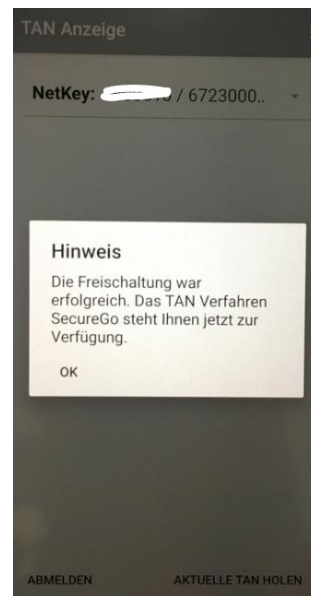 TAN Anzeige
NetKey: / 6723000..
Hinweis
Die Freischaltung war
erfolgreich. Das TAN Verfahren
SecureGo steht Ihnen jetzt zur
Verfügung.
OK
ABMELDEN AKTUELLE TAN HOLEN